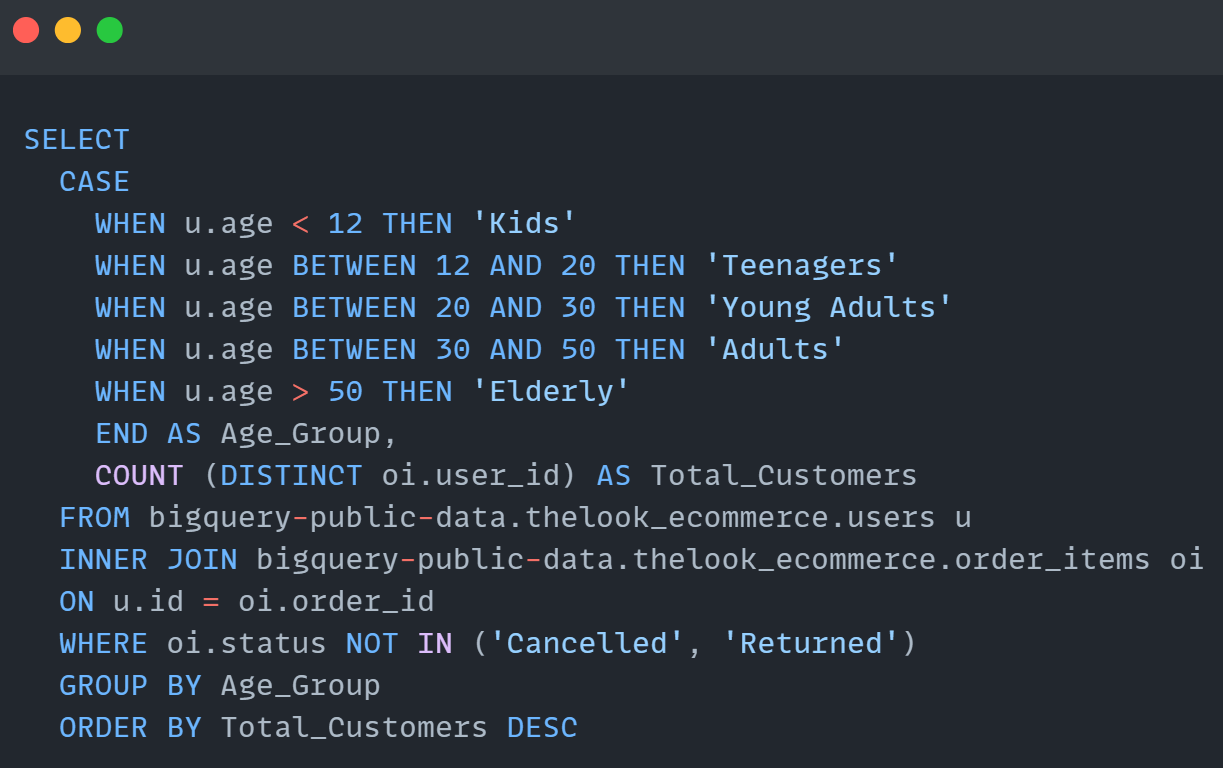 SELECT
  CASE
    WHEN u.age < 12 THEN 'Kids'
    WHEN u.age BETWEEN 12 AND 20 THEN 'Teenagers'
    WHEN u.age BETWEEN 20 AND 30 THEN 'Young Adults'
    WHEN u.age BETWEEN 30 AND 50 THEN 'Adults'
    WHEN u.age > 50 THEN 'Elderly'
    END AS Age_Group,
    COUNT (DISTINCT oi.user_id) AS Total_Customers
  FROM bigquery-public-data.thelook_ecommerce.users u
  INNER JOIN bigquery-public-data.thelook_ecommerce.order_items oi
  ON u.id = oi.order_id
  WHERE oi.status NOT IN ('Cancelled', 'Returned')
  GROUP BY Age_Group
  ORDER BY Total_Customers DESC